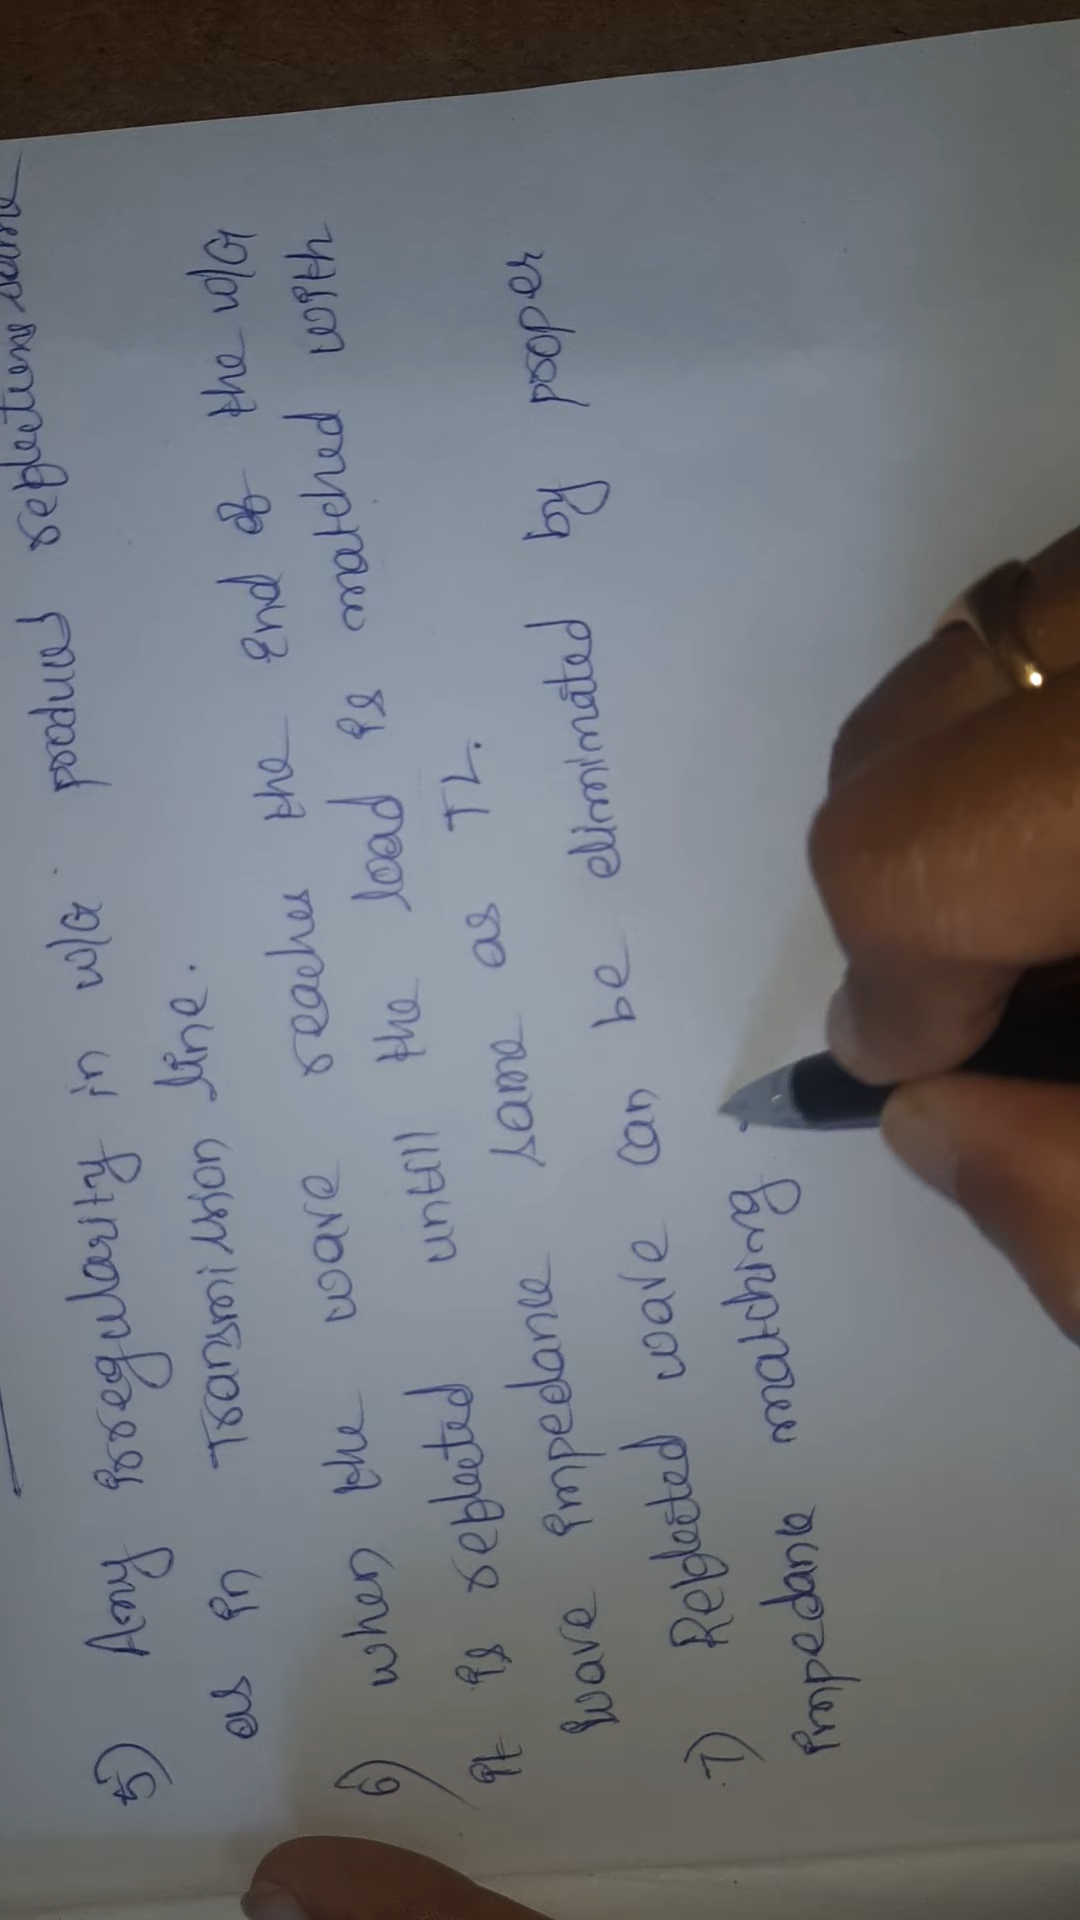 5) Any irregularity in w/G produces reflections same
as in Transmission line.
6) when the wave reaches the end of the w/G
it is reflected untill the load is matched with
wave impedance same as TL.
7) Reflected wave can be eliminated by proper
impedance matching.